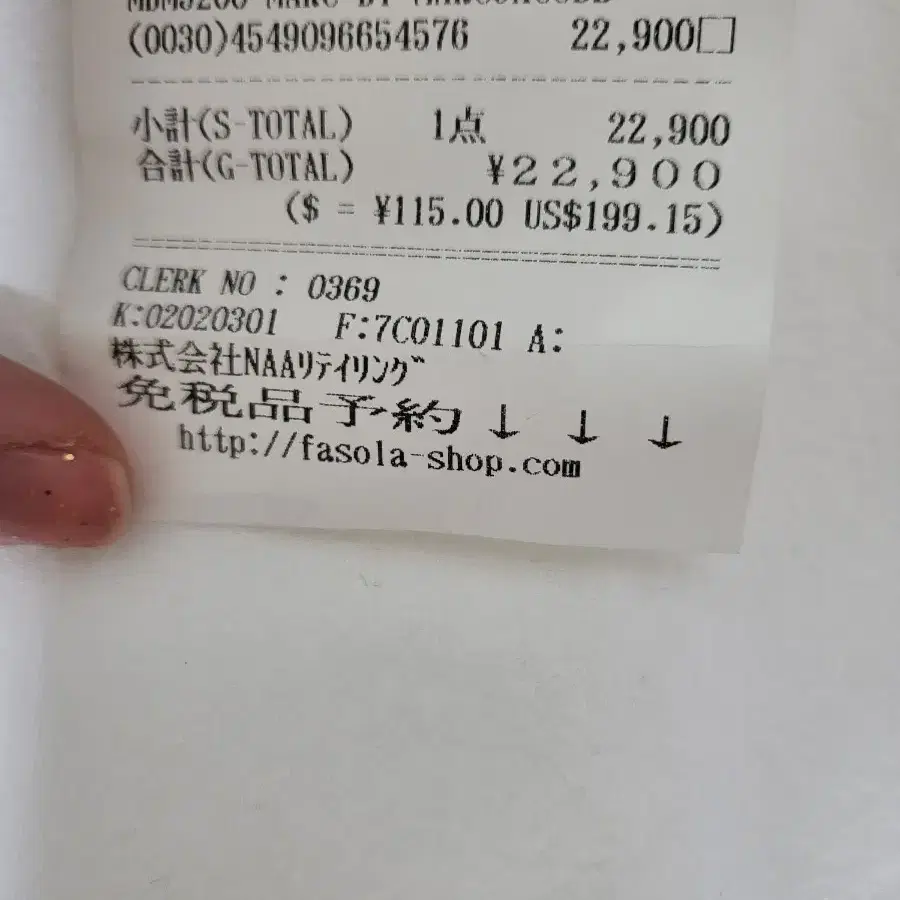 (0030)4549096654576 22,900□
小計(S-TOTAL) 1点 22,900
合計(G-TOTAL) ¥22,900
($ = ¥115.00 US$199.15)
CLERK NO : 0369
K:02020301 F:7C01101 A:
株式会社NAAﾘﾃｲﾘﾝｸﾞ
免税品予約↓ ↓ ↓
http://fasola-shop.com